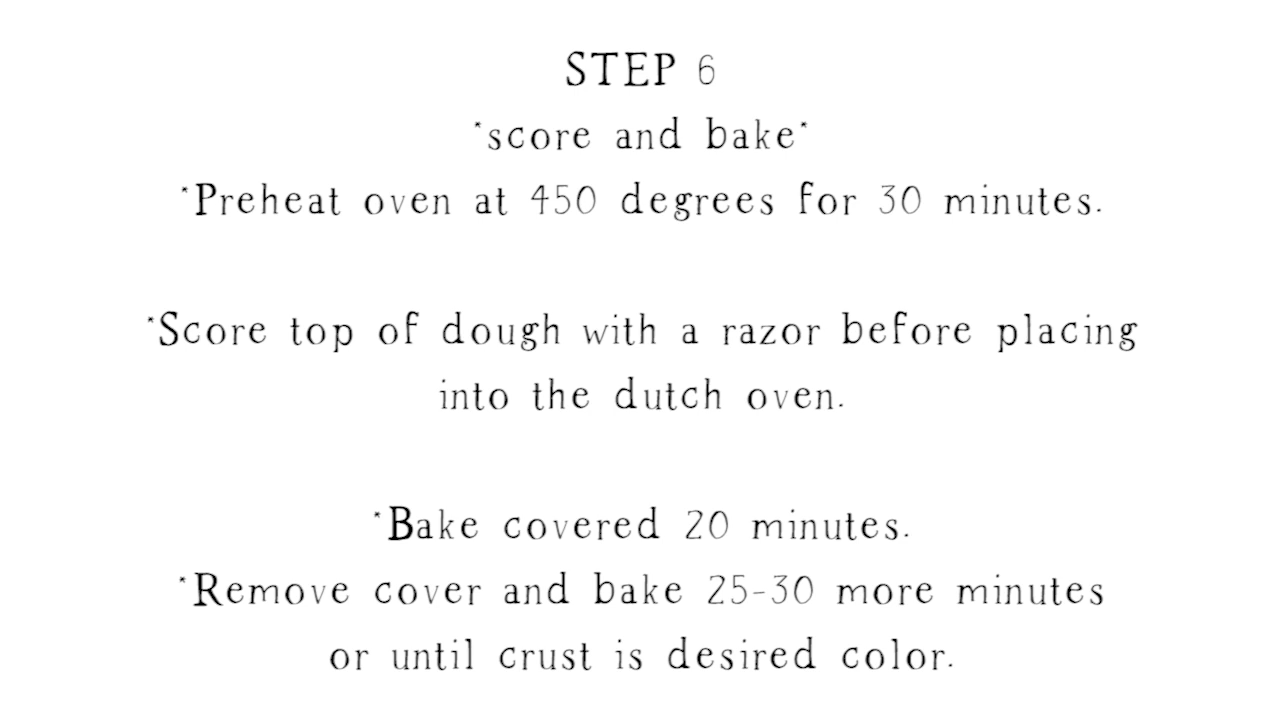 STEP 6
*score and bake*
*Preheat oven at 450 degrees for 30 minutes.
*Score top of dough with a razor before placing
into the dutch oven.
*Bake covered 20 minutes.
*Remove cover and bake 25-30 more minutes
or until crust is desired color.